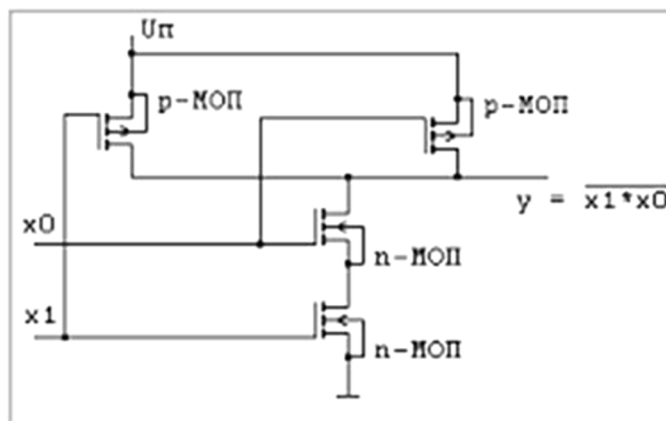 Uп
p-МОП
p-МОП
y = x1*x0
x0
n-МОП
x1
n-МОП